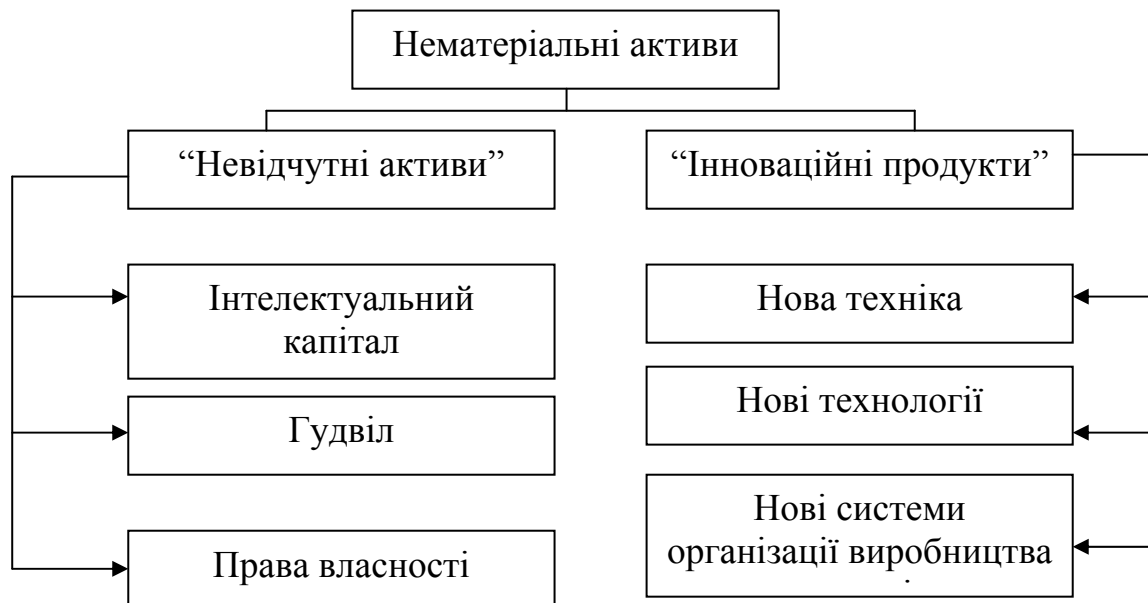 Нематеріальні активи
“Невідчутні активи”
“Інноваційні продукти”
Інтелектуальний
капітал
Гудвіл
Права власності
Нова техніка
Нові технології
Нові системи
організації виробництва